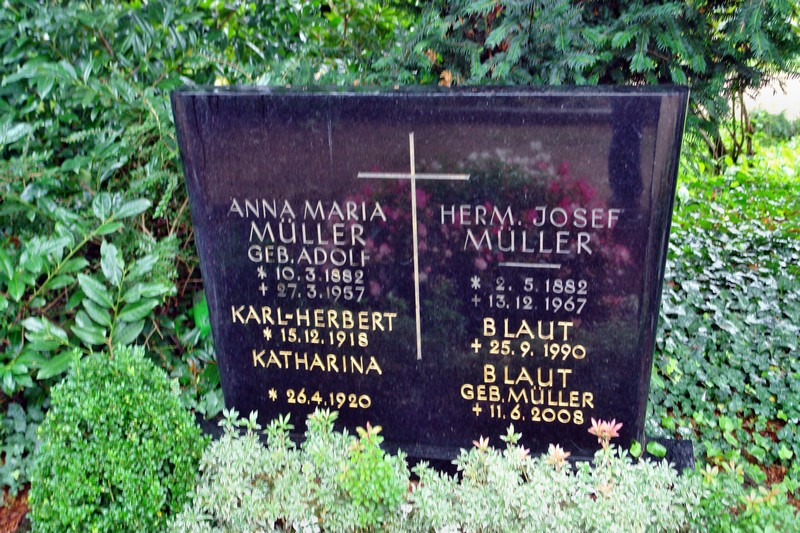 ANNA MARIA
MÜLLER
GEB. ADOLF
* 10.3.1882
+ 27.3.1957
HERM. JOSEF
MÜLLER
* 2.5.1882
+ 13.12.1967
KARL-HERBERT BLAUT
* 15.12.1918 + 25.9.1990
KATHARINA BLAUT
GEB. MÜLLER
* 26.4.1920 + 11.6.2008